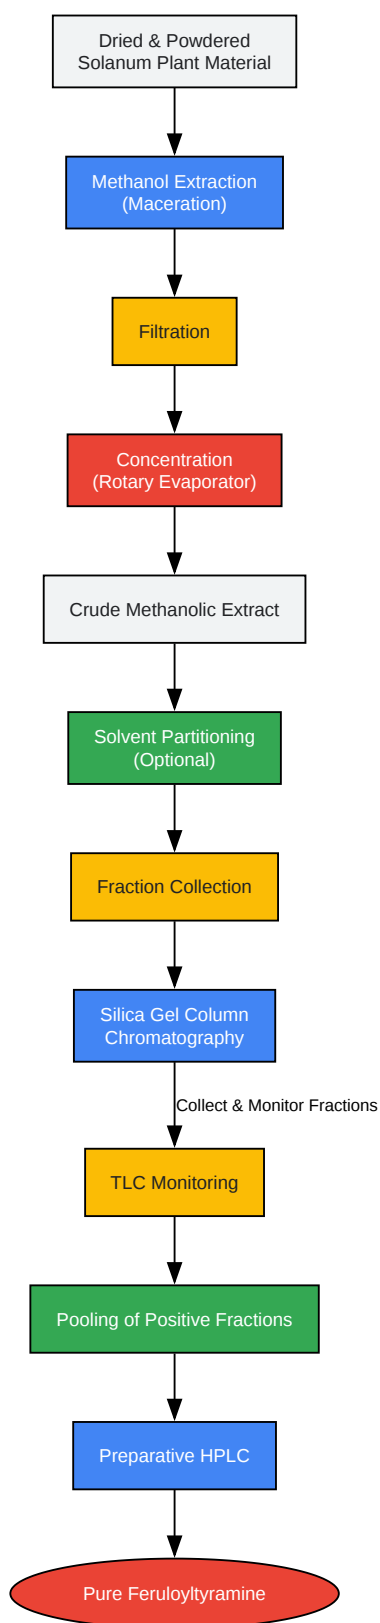 Dried & Powdered
Solanum Plant Material
Methanol Extraction
(Maceration)
Filtration
Concentration
(Rotary Evaporator)
Crude Methanolic Extract
Solvent Partitioning
(Optional)
Fraction Collection
Silica Gel Column
Chromatography
Collect & Monitor Fractions
TLC Monitoring
Pooling of Positive Fractions
Preparative HPLC
Pure Feruloyltyramine